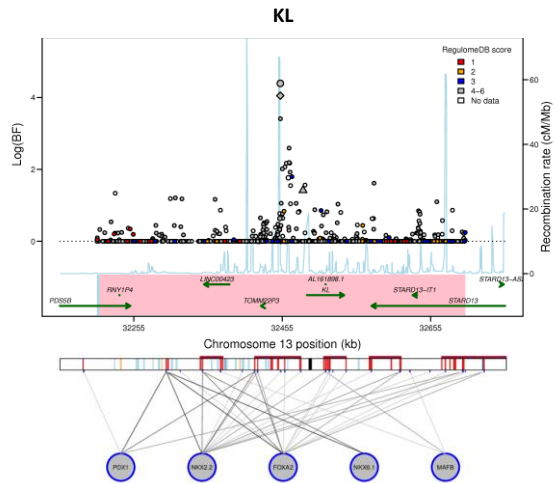 KL
RegulomeDB score
1
2
3
4−6
No data
Log(BF)
4
2
0
Recombination rate (cM/Mb)
60
40
20
0
LINC00423
AL161898.1
STARD13−AS
RNY1P4
KL
STARD13−IT1
PDS5B
TOMM22P3
STARD13
32255
32455
32655
Chromosome 13 position (kb)
PDX1
NKX2.2
FOXA2
NKX6.1
MAFB